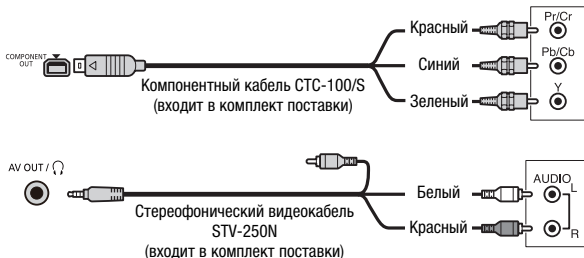 COMPONENT
OUT
Компонентный кабель CTC-100/S
(входит в комплект поставки)
Красный
Синий
Зеленый
Pr/Cr
Pb/Cb
Y
AV OUT /
Стереофонический видеокабель
STV-250N
(входит в комплект поставки)
Белый
Красный
AUDIO
L
R